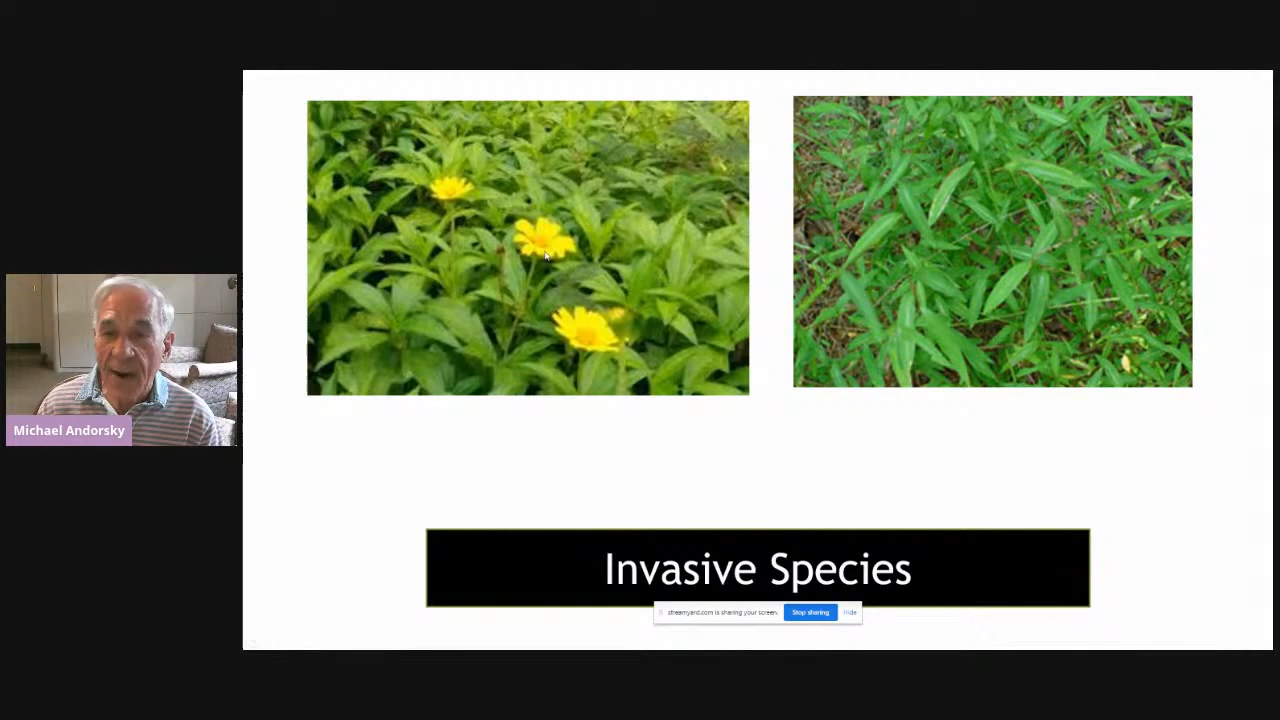 Michael Andorsky
Invasive Species
streamyard.com is sharing your screen. Stop sharing Hide